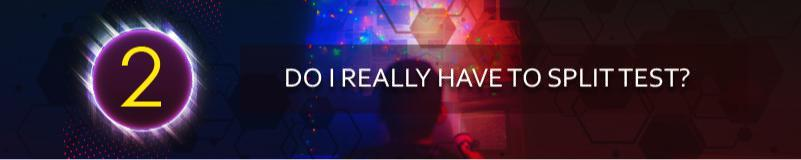 2
DO I REALLY HAVE TO SPLIT TEST?